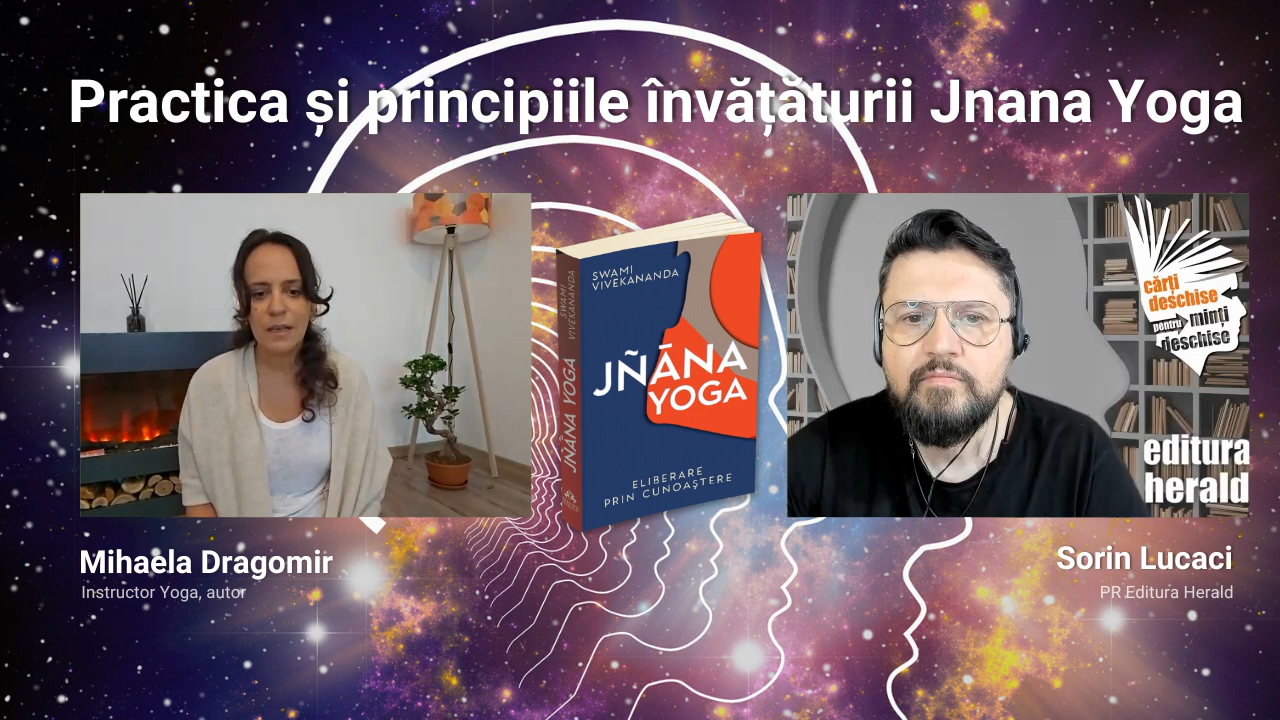 Practica și principiile învățăturii Jnana Yoga
SWAMI
VIVEKANANDA
SWAMI
VIVEKANANDA
JÑĀNA YOGA
JÑĀNA
YOGA
ELIBERARE
PRIN CUNOAȘTERE
cărți
deschise
pentru minți
deschise
editura
herald
Mihaela Dragomir
Instructor Yoga, autor
Sorin Lucaci
PR Editura Herald